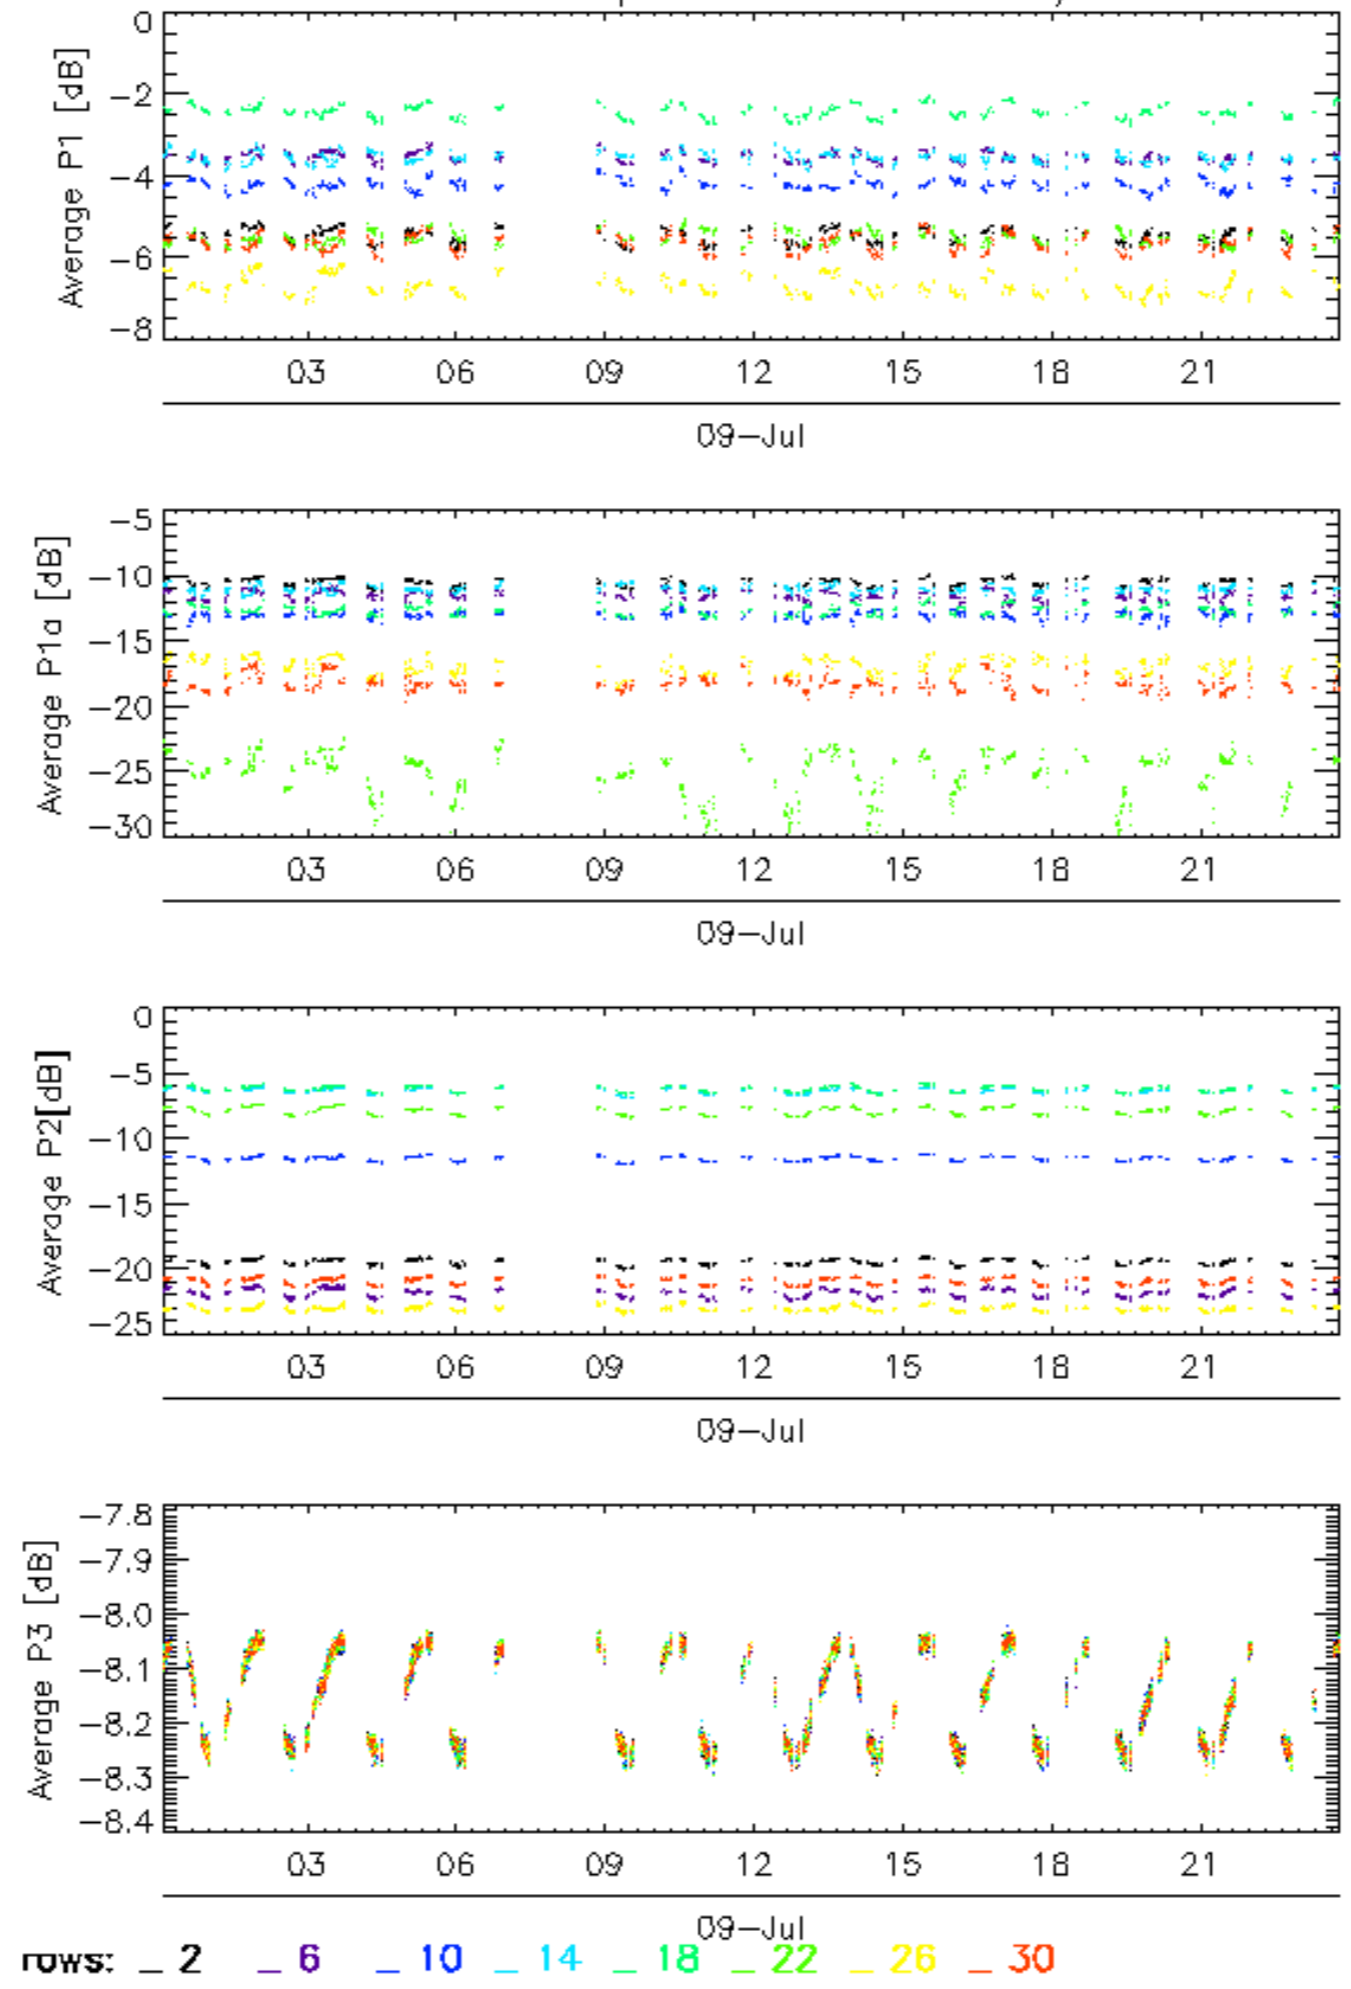 0
−2
−4
−6
−8
Average P1 [dB]
03 06 09 12 15 18 21
09−Jul
−5
−10
−15
−20
−25
−30
Average P1a [dB]
03 06 09 12 15 18 21
09−Jul
0
−5
−10
−15
−20
−25
Average P2[dB]
03 06 09 12 15 18 21
09−Jul
−7.8
−7.9
−8.0
−8.1
−8.2
−8.3
−8.4
Average P3 [dB]
03 06 09 12 15 18 21
09−Jul
rows: _ 2 _ 6 _ 10 _ 14 _ 18 _ 22 _ 26 _ 30